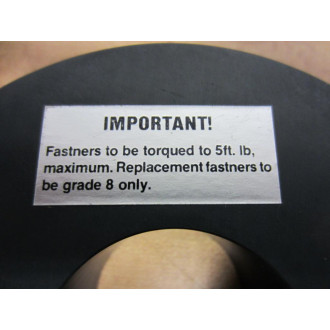 IMPORTANT!
Fastners to be torqued to 5ft. lb,
maximum. Replacement fastners to
be grade 8 only.